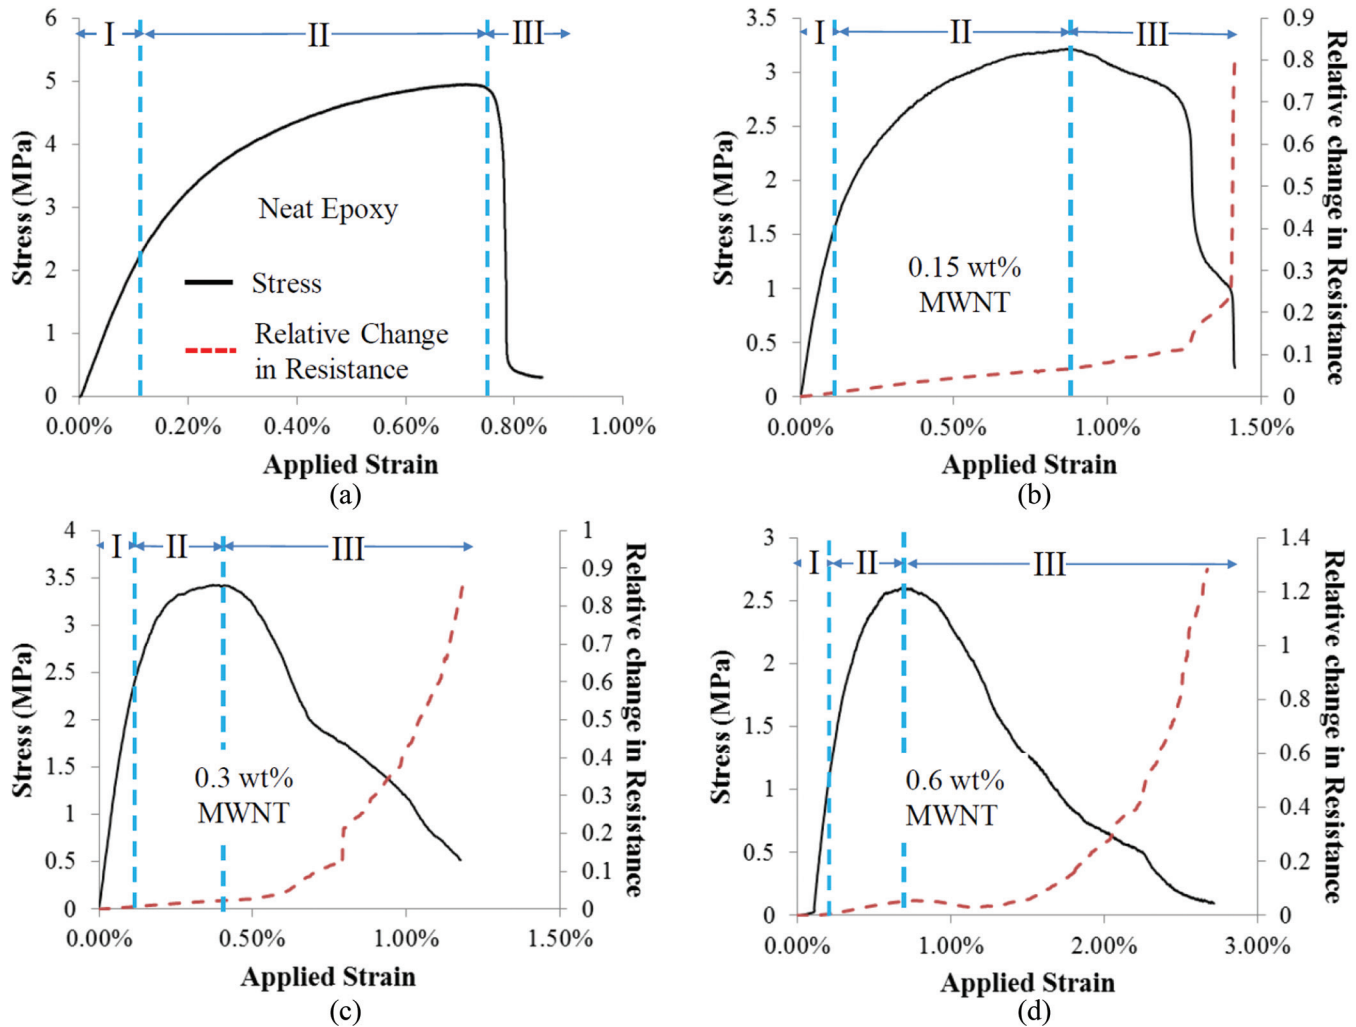 I
II
III
6
5
4
3
2
1
0
Stress (MPa)
Neat Epoxy
Stress
Relative Change
in Resistance
0.00%
0.20%
0.40%
0.60%
0.80%
1.00%
Applied Strain
(a)
I
II
III
3.5
3
2.5
2
1.5
1
0.5
0
Stress (MPa)
0.15 wt%
MWNT
0.9
0.8
0.7
0.6
0.5
0.4
0.3
0.2
0.1
0
Relative change in Resistance
0.00%
0.50%
1.00%
1.50%
Applied Strain
(b)
I
II
III
4
3.5
3
2.5
2
1.5
1
0.5
0
Stress (MPa)
0.3 wt%
MWNT
1
0.9
0.8
0.7
0.6
0.5
0.4
0.3
0.2
0.1
0
Relative change in Resistance
0.00%
0.50%
1.00%
1.50%
Applied Strain
(c)
I
II
III
3
2.5
2
1.5
1
0.5
0
Stress (MPa)
0.6 wt%
MWNT
1.4
1.2
1
0.8
0.6
0.4
0.2
0
Relative change in Resistance
0.00%
1.00%
2.00%
3.00%
Applied Strain
(d)